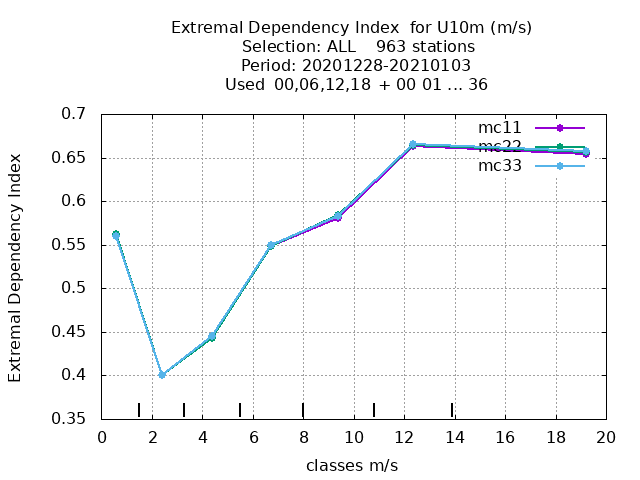 Extremal Dependency Index for U10m (m/s)
Selection: ALL 963 stations
Period: 20201228-20210103
Used 00,06,12,18 + 00 01 ... 36
0.7
0.65
0.6
0.55
0.5
0.45
0.4
0.35
Extremal Dependency Index
mc11
mc22
mc33
0 2 4 6 8 10 12 14 16 18 20
classes m/s